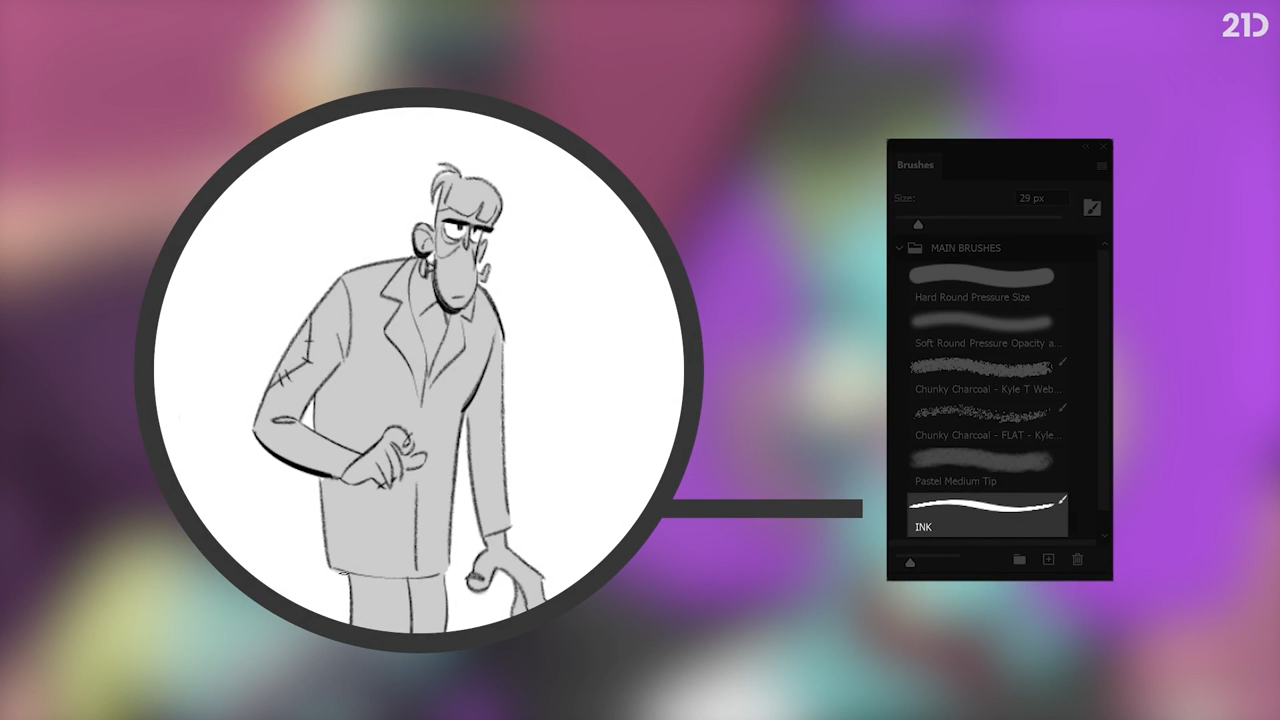 21D
Brushes
Size:
29 px
MAIN BRUSHES
Hard Round Pressure Size
Soft Round Pressure Opacity a...
Chunky Charcoal - Kyle T Web...
Chunky Charcoal - FLAT - Kyle...
Pastel Medium Tip
INK